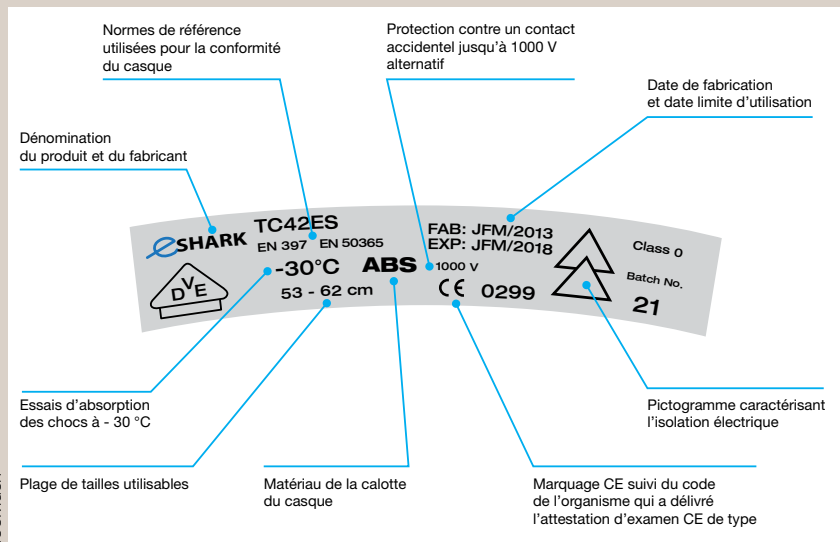 Normes de référence
utilisées pour la conformité
du casque
Protection contre un contact
accidentel jusqu'à 1000 V
alternatif
Date de fabrication
et date limite d'utilisation
Dénomination
du produit et du fabricant
eSHARK
TC42ES
EN 397 EN 50365
-30°C ABS
53 - 62 cm
DVE
FAB: JFM/2013
EXP: JFM/2018
1000 V
CE 0299
Class 0
Batch No.
21
Essais d'absorption
des chocs à - 30 °C
Pictogramme caractérisant
l'isolation électrique
Plage de tailles utilisables
Matériau de la calotte
du casque
Marquage CE suivi du code
de l'organisme qui a délivré
l'attestation d'examen CE de type